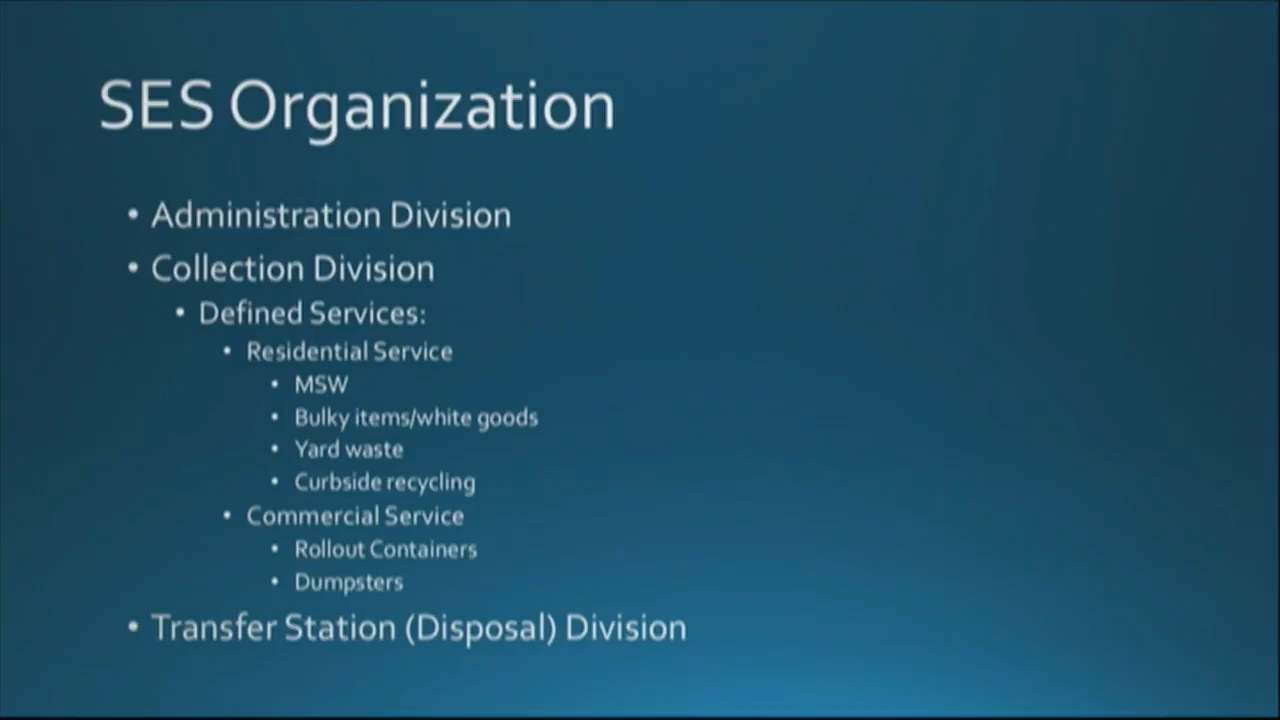 SES Organization
• Administration Division
• Collection Division
• Defined Services:
• Residential Service
• MSW
• Bulky items/white goods
• Yard waste
• Curbside recycling
• Commercial Service
• Rollout Containers
• Dumpsters
• Transfer Station (Disposal) Division